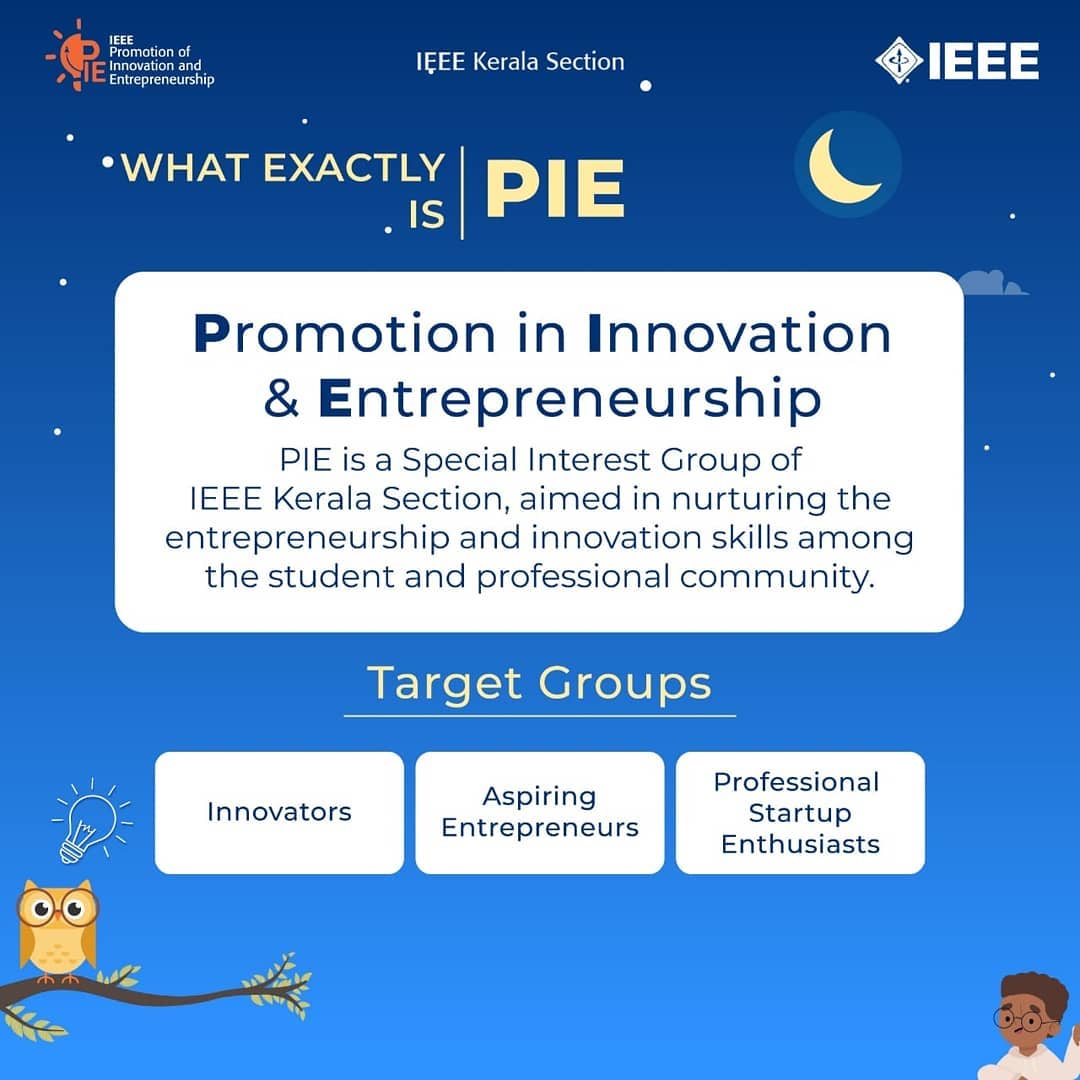 IEEE
Promotion of
Innovation and
Entrepreneurship
PIE
IEEE Kerala Section
IEEE
WHAT EXACTLY
IS
PIE
Promotion in Innovation
& Entrepreneurship
PIE is a Special Interest Group of
IEEE Kerala Section, aimed in nurturing the
entrepreneurship and innovation skills among
the student and professional community.
Target Groups
Innovators
Aspiring
Entrepreneurs
Professional
Startup
Enthusiasts